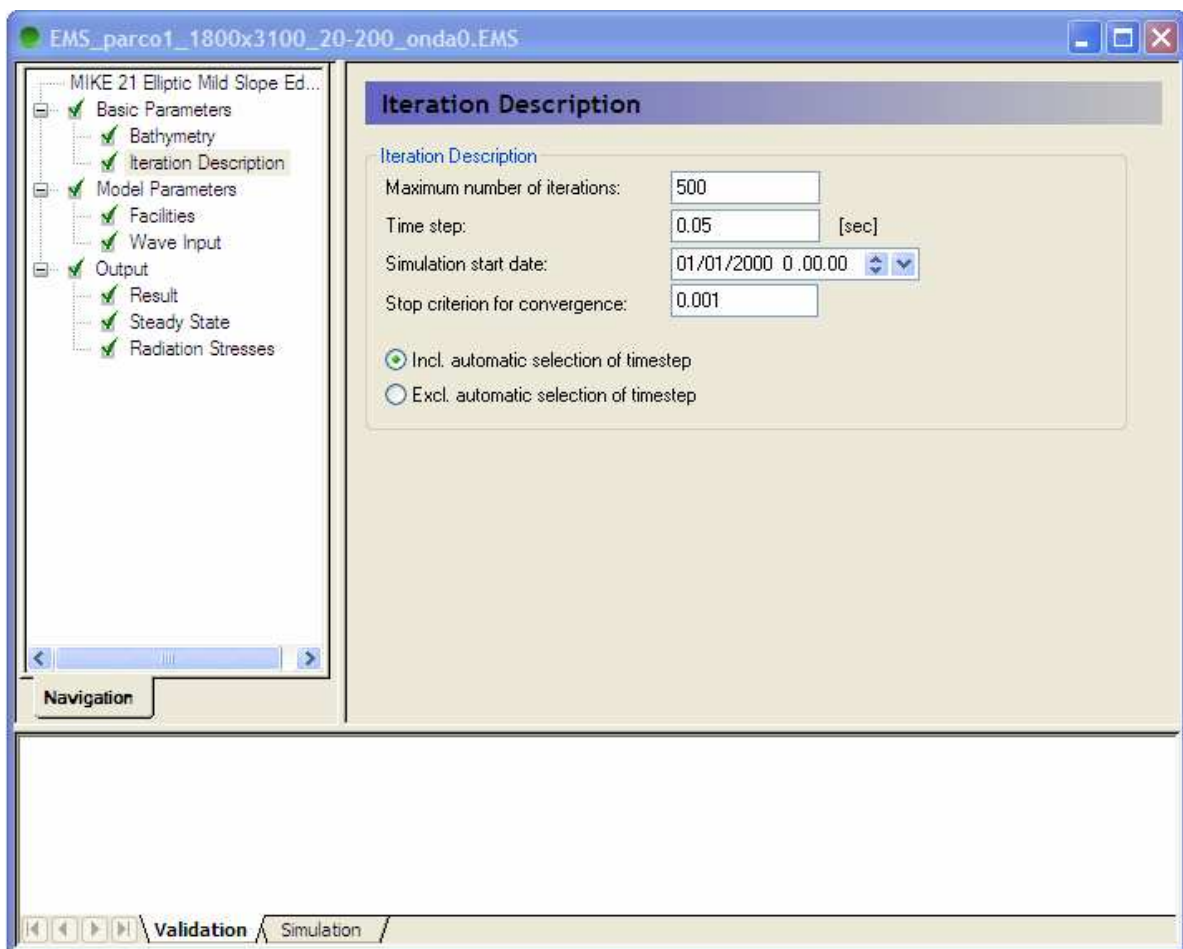 EMS_parco1_1800x3100_20-200_onda0.EMS
MIKE 21 Elliptic Mild Slope Ed...
Basic Parameters
Bathymetry
Iteration Description
Model Parameters
Facilities
Wave Input
Output
Result
Steady State
Radiation Stresses
Navigation
Iteration Description
Iteration Description
Maximum number of iterations: 500
Time step: 0.05 [sec]
Simulation start date: 01/01/2000 0.00.00
Stop criterion for convergence: 0.001
Incl. automatic selection of timestep
Excl. automatic selection of timestep
Validation Simulation